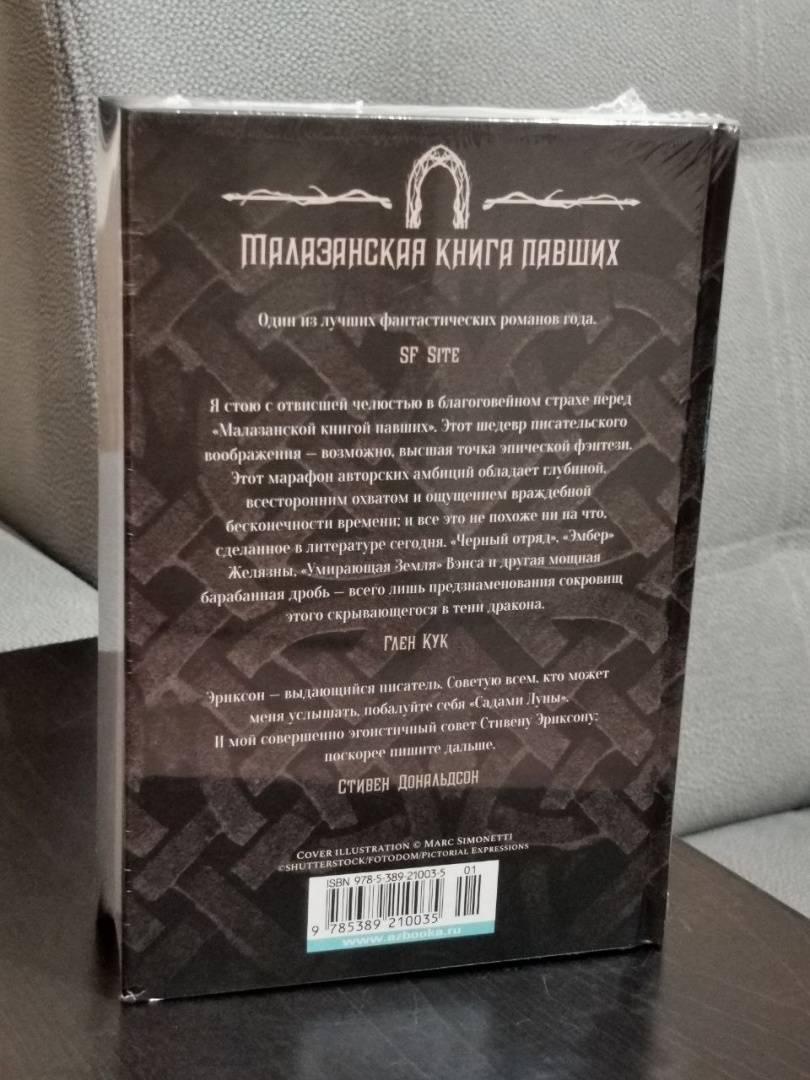 Малазанская книга павших
Один из лучших фантастических романов года.
SF Site
Я стою с отвисшей челюстью в благоговейном страхе перед
«Малазанской книгой павших». Этот шедевр писательского
воображения — возможно, высшая точка эпической фэнтези.
Этот марафон авторских амбиций обладает глубиной,
всесторонним охватом и ощущением враждебной
бесконечности времени; и все это не похоже ни на что,
сделанное в литературе сегодня. «Черный отряд», «Эмбер»
Желязны, «Умирающая Земля» Вэнса и другая мощная
барабанная дробь — всего лишь предзнаменования сокровищ
этого скрывающегося в тени дракона.
Глен Кук
Эриксон — выдающийся писатель. Советую всем, кто может
меня услышать, побалуйте себя «Садами Луны».
И мой совершенно эгоистичный совет Стивену Эриксону:
поскорее пишите дальше.
Стивен Дональдсон
Cover illustration © Marc Simonetti
©Shutterstock/Fotodom/Pictorial Expressions
ISBN 978-5-389-21003-5 01
9 785389 210035
www.ezbooka.ru